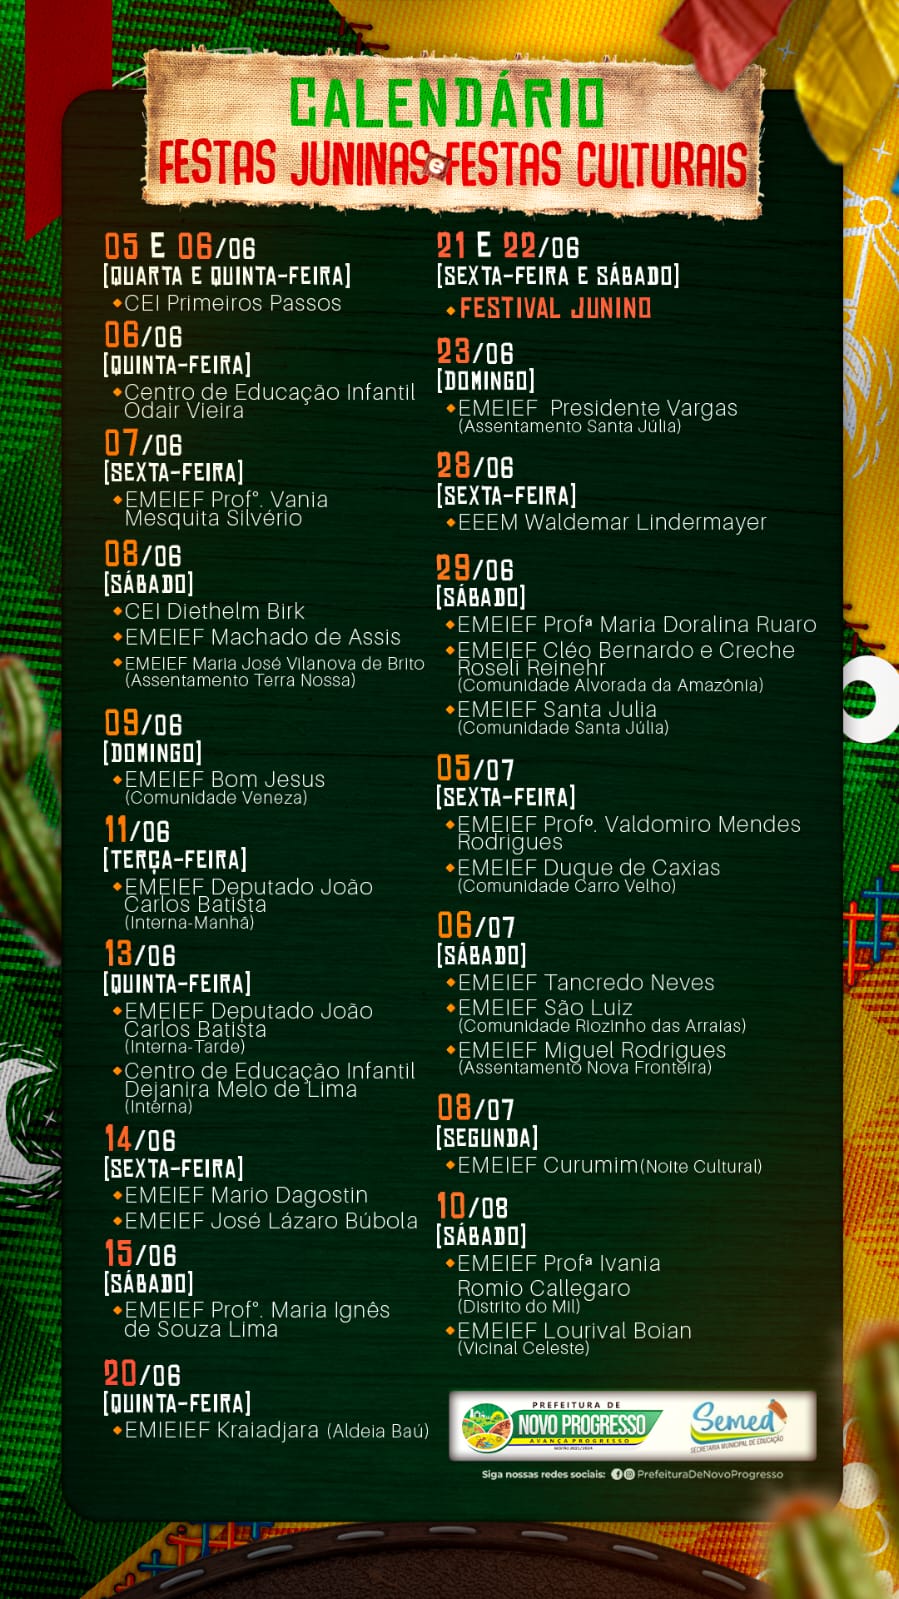 CALENDÁRIO
FESTAS JUNINAS e FESTAS CULTURAIS
05 E 06/06
[QUARTA E QUINTA-FEIRA]
CEI Primeiros Passos
06/06
[QUINTA-FEIRA]
Centro de Educação Infantil
Odair Vieira
07/06
[SEXTA-FEIRA]
EMEIEF Prof°. Vania
Mesquita Silvério
08/06
[SÁBADO]
CEI Diethelm Birk
EMEIEF Machado de Assis
EMEIEF Maria José Vilanova de Brito
(Assentamento Terra Nossa)
09/06
[DOMINGO]
EMEIEF Bom Jesus
(Comunidade Veneza)
11/06
[TERÇA-FEIRA]
EMEIEF Deputado João
Carlos Batista
(Interna-Manhã)
13/06
[QUINTA-FEIRA]
EMEIEF Deputado João
Carlos Batista
(Interna-Tarde)
Centro de Educação Infantil
Dejanira Melo de Lima
(Interna)
14/06
[SEXTA-FEIRA]
EMEIEF Mario Dagostin
EMEIEF José Lázaro Búbola
15/06
[SÁBADO]
EMEIEF Prof°. Maria Ignês
de Souza Lima
20/06
[QUINTA-FEIRA]
EMIEIEF Kraiadjara (Aldeia Baú)
21 E 22/06
[SEXTA-FEIRA E SÁBADO]
FESTIVAL JUNINO
23/06
[DOMINGO]
EMEIEF Presidente Vargas
(Assentamento Santa Júlia)
28/06
[SEXTA-FEIRA]
EEEM Waldemar Lindermayer
29/06
[SÁBADO]
EMEIEF Profª Maria Doralina Ruaro
EMEIEF Cléo Bernardo e Creche
Roseli Reinehr
(Comunidade Alvorada da Amazônia)
EMEIEF Santa Julia
(Comunidade Santa Júlia)
05/07
[SEXTA-FEIRA]
EMEIEF Profº. Valdomiro Mendes
Rodrigues
EMEIEF Duque de Caxias
(Comunidade Carro Velho)
06/07
[SÁBADO]
EMEIEF Tancredo Neves
EMEIEF São Luiz
(Comunidade Riozinho das Arraias)
EMEIEF Miguel Rodrigues
(Assentamento Nova Fronteira)
08/07
[SEGUNDA]
EMEIEF Curumim(Noite Cultural)
10/08
[SÁBADO]
EMEIEF Profª Ivania
Romio Callegaro
(Distrito do Mil)
EMEIEF Lourival Boian
(Vicinal Celeste)
PREFEITURA DE
NOVO PROGRESSO
AVANÇA PROGRESSO
GESTÃO 2021/2024
Semed
SECRETARIA MUNICIPAL DE EDUCAÇÃO
Siga nossas redes sociais: PrefeituraDeNovoProgresso